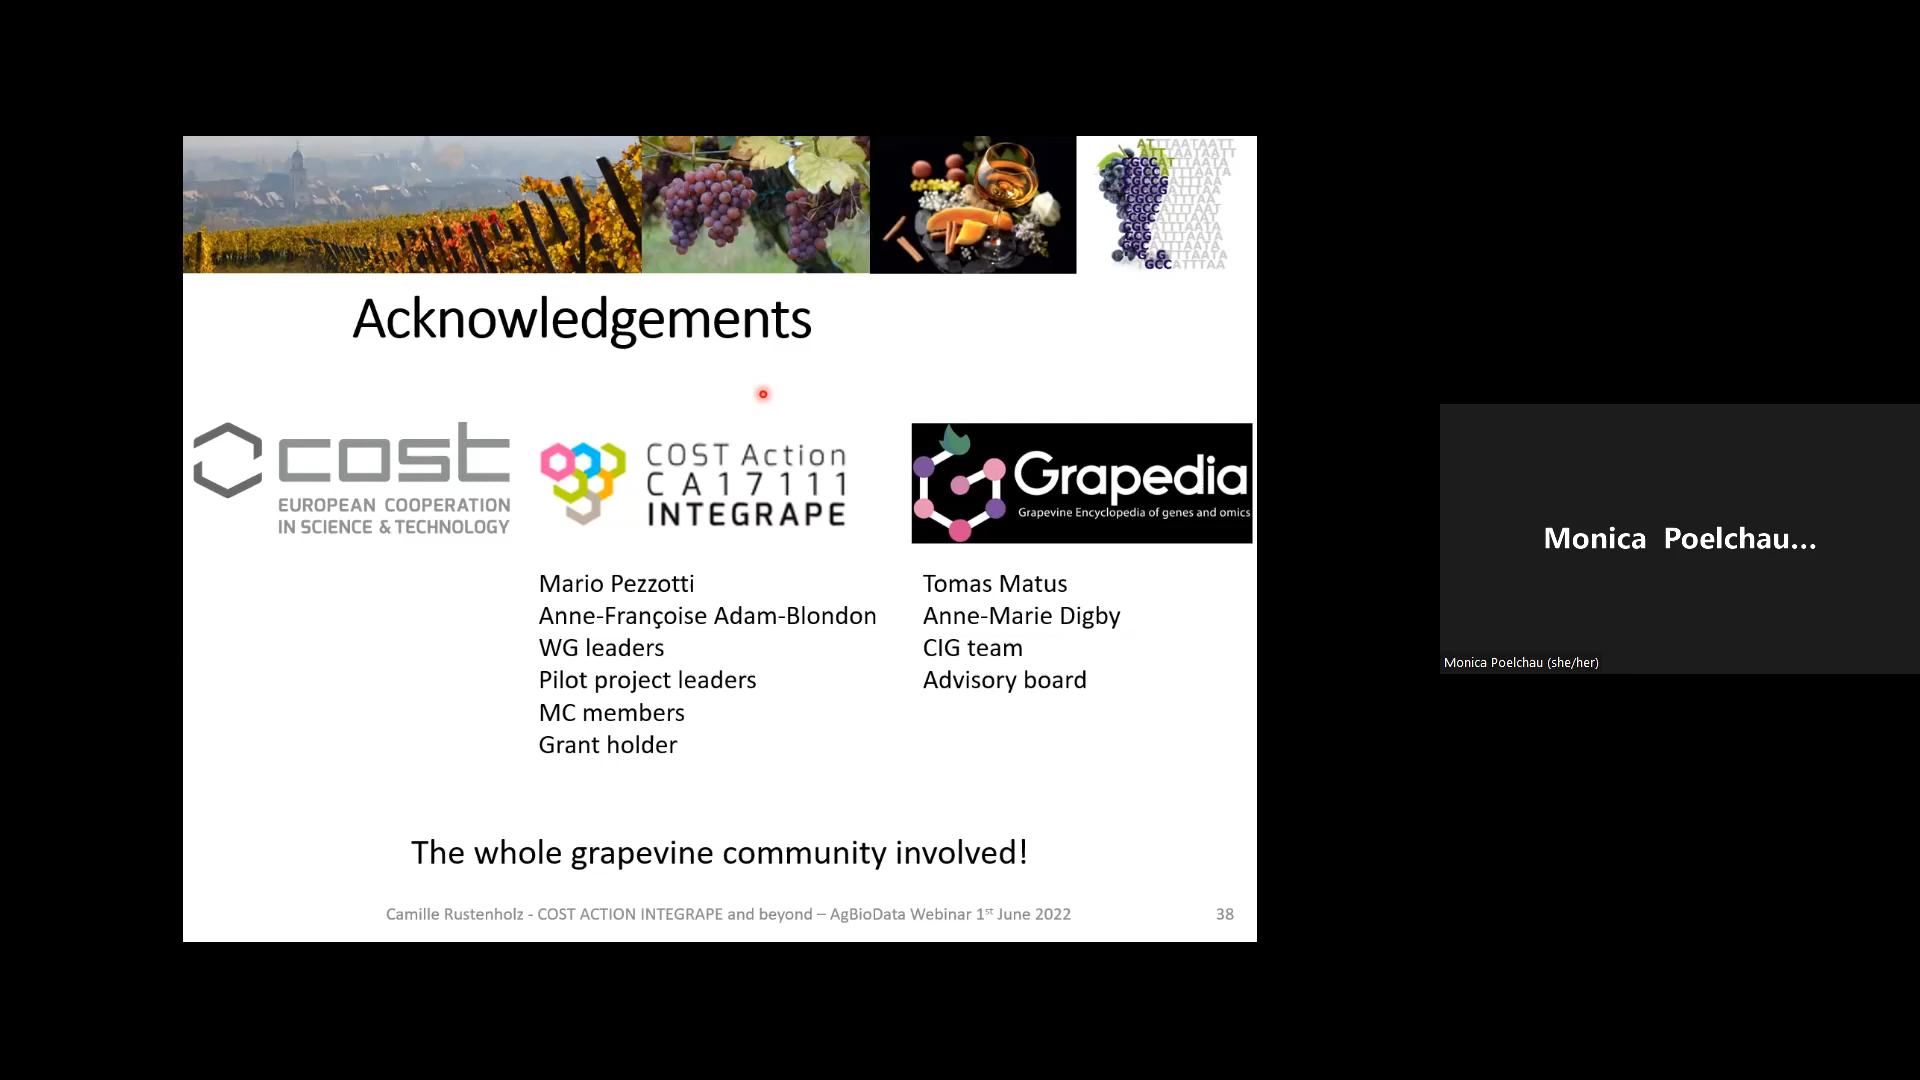 Acknowledgements
cost
EUROPEAN COOPERATION
IN SCIENCE & TECHNOLOGY
COST Action
CA17111
INTEGRAPE
Grapedia
Grapevine Encyclopedia of genes and omics
Mario Pezzotti
Anne-Françoise Adam-Blondon
WG leaders
Pilot project leaders
MC members
Grant holder
Tomas Matus
Anne-Marie Digby
CIG team
Advisory board
The whole grapevine community involved!
Camille Rustenholz - COST ACTION INTEGRAPE and beyond – AgBioData Webinar 1st June 2022
38
Monica Poelchau...
Monica Poelchau (she/her)